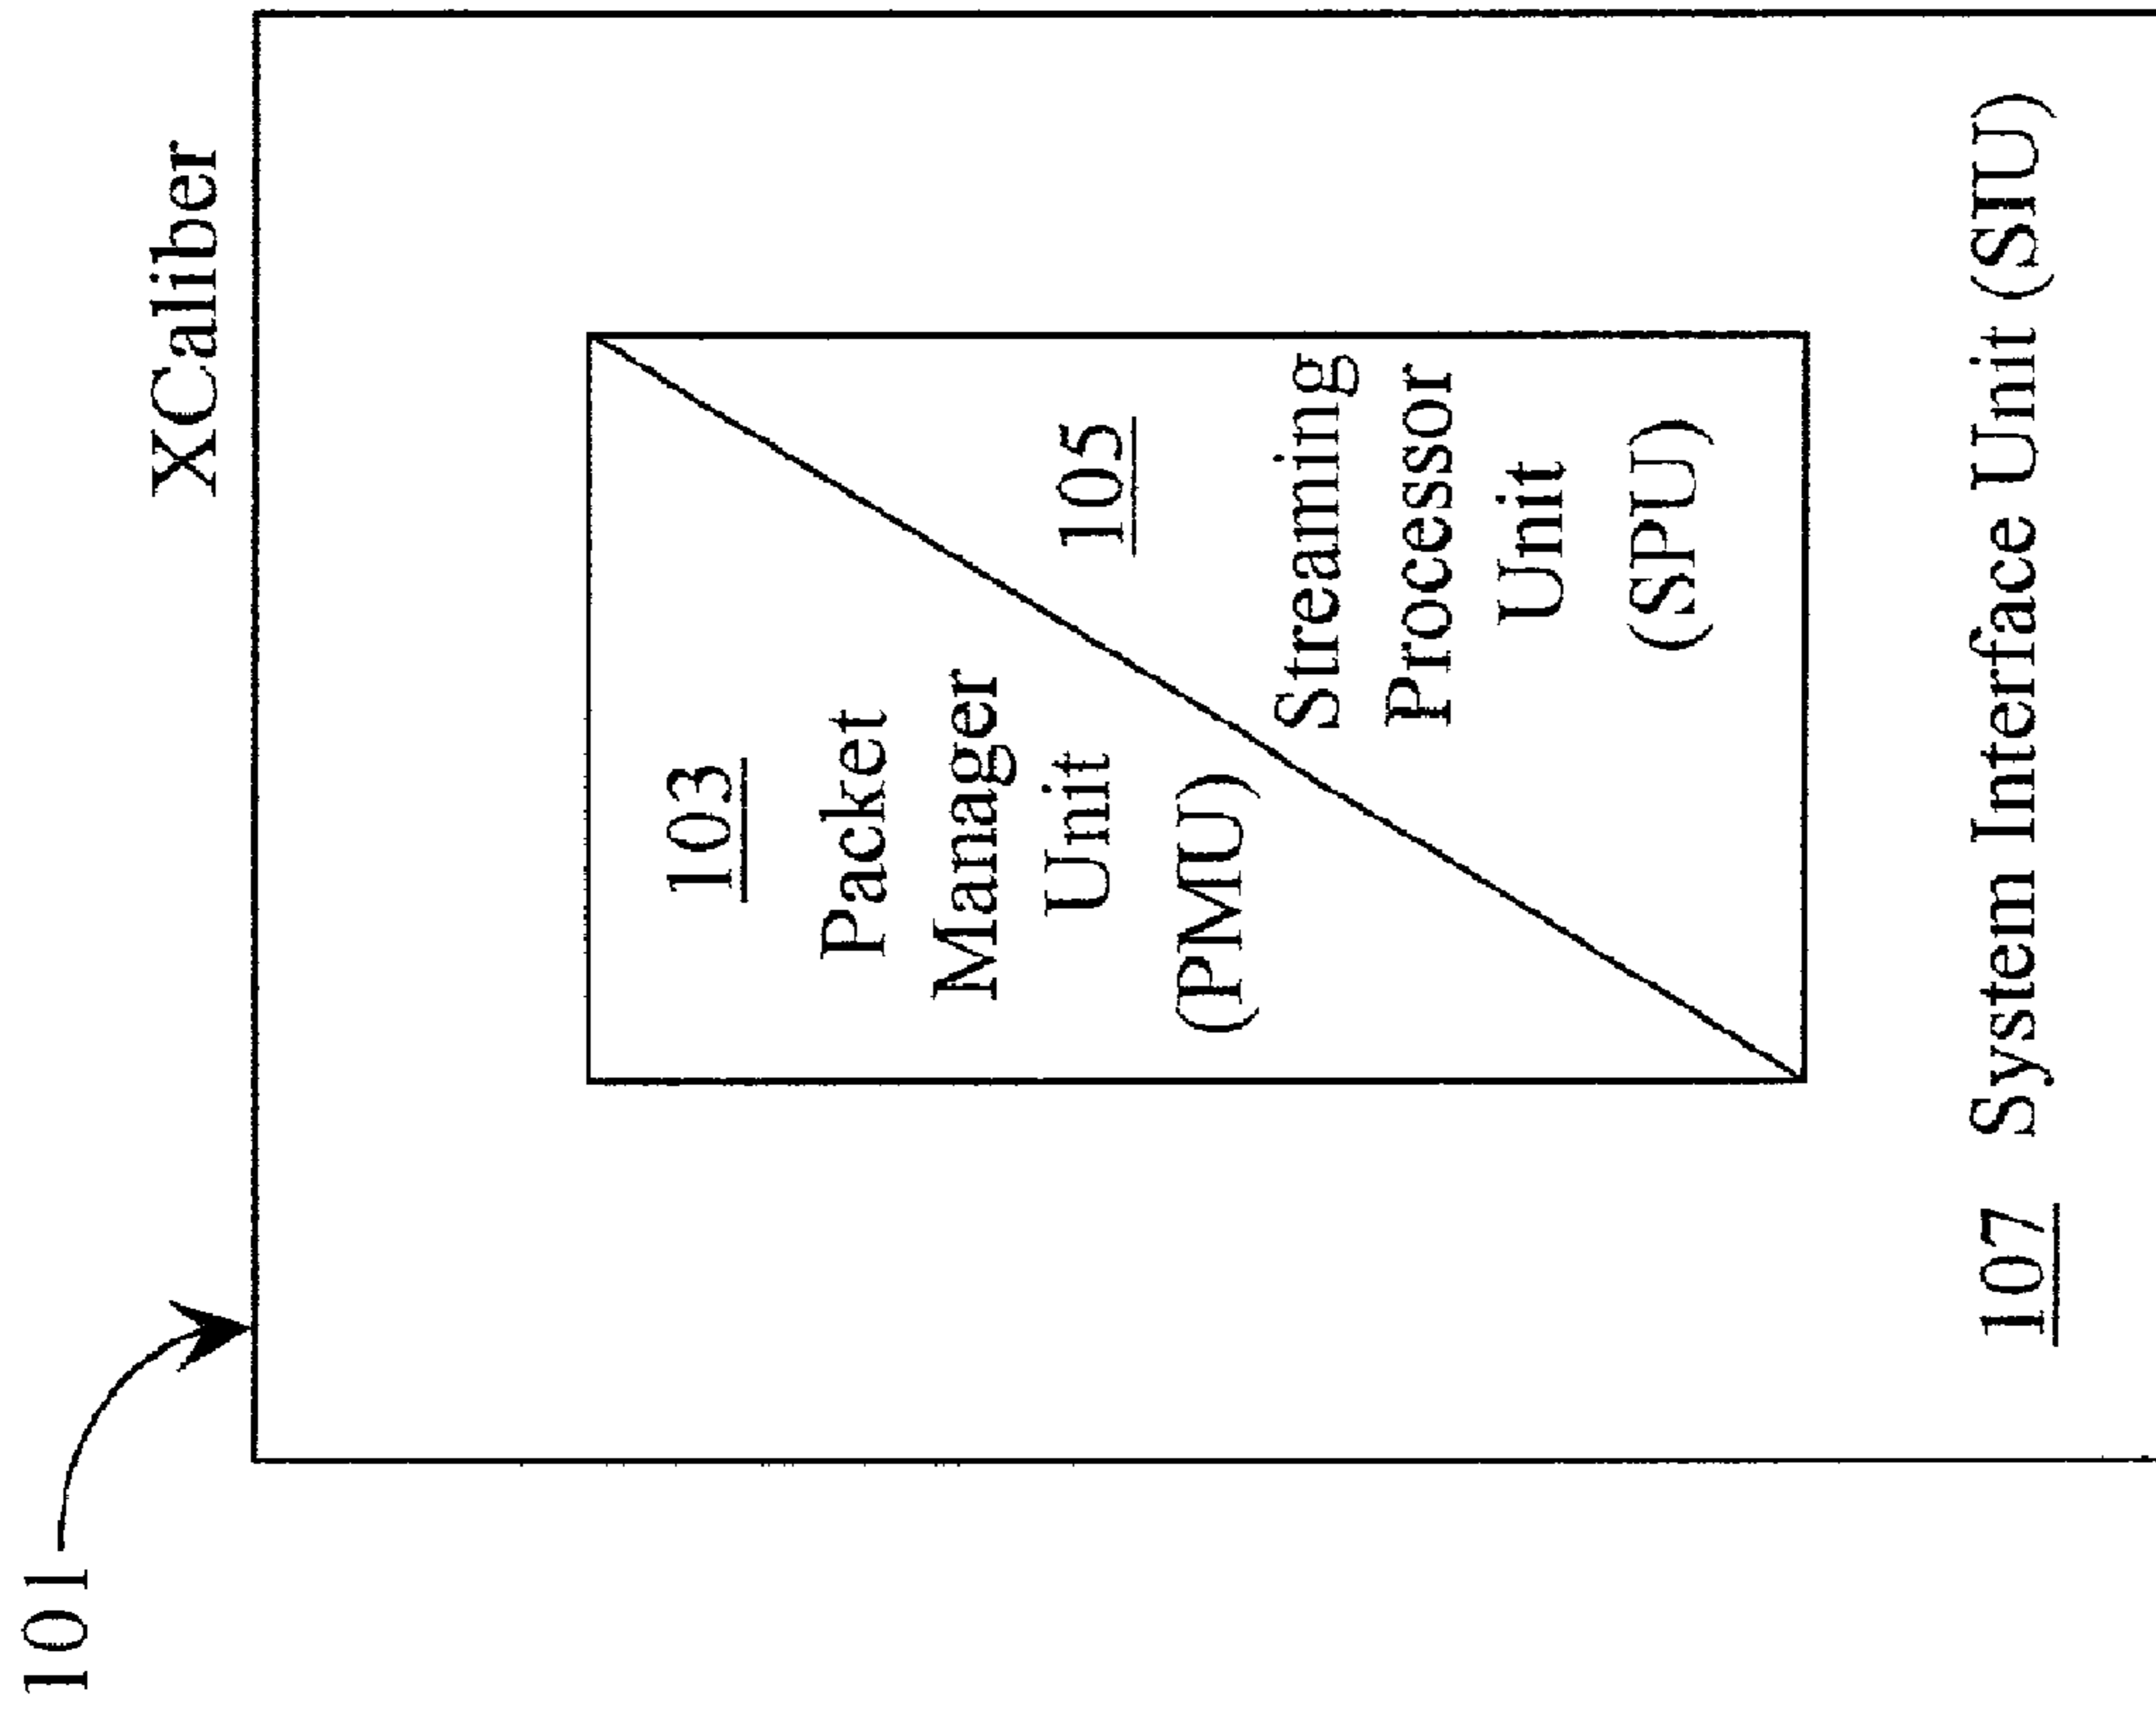 101
XCaliber
103
Packet
Manager
Unit
(PMU)
105
Streaming
Processor
Unit
(SPU)
107 System Interface Unit (SIU)